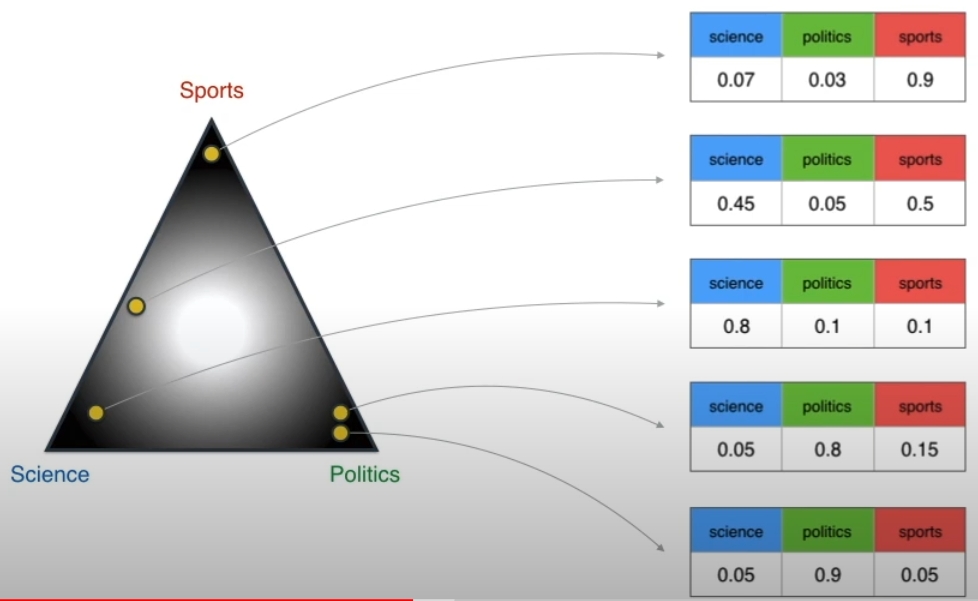 Sports
Science
Politics
science politics sports
0.07 0.03 0.9
science politics sports
0.45 0.05 0.5
science politics sports
0.8 0.1 0.1
science politics sports
0.05 0.8 0.15
science politics sports
0.05 0.9 0.05